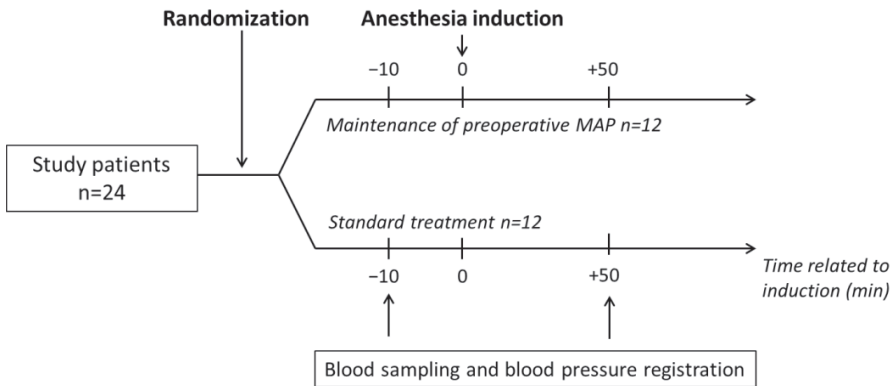 Randomization
Anesthesia induction
−10 0 +50
Maintenance of preoperative MAP n=12
Study patients
n=24
Standard treatment n=12
−10 0 +50
Time related to
induction (min)
Blood sampling and blood pressure registration